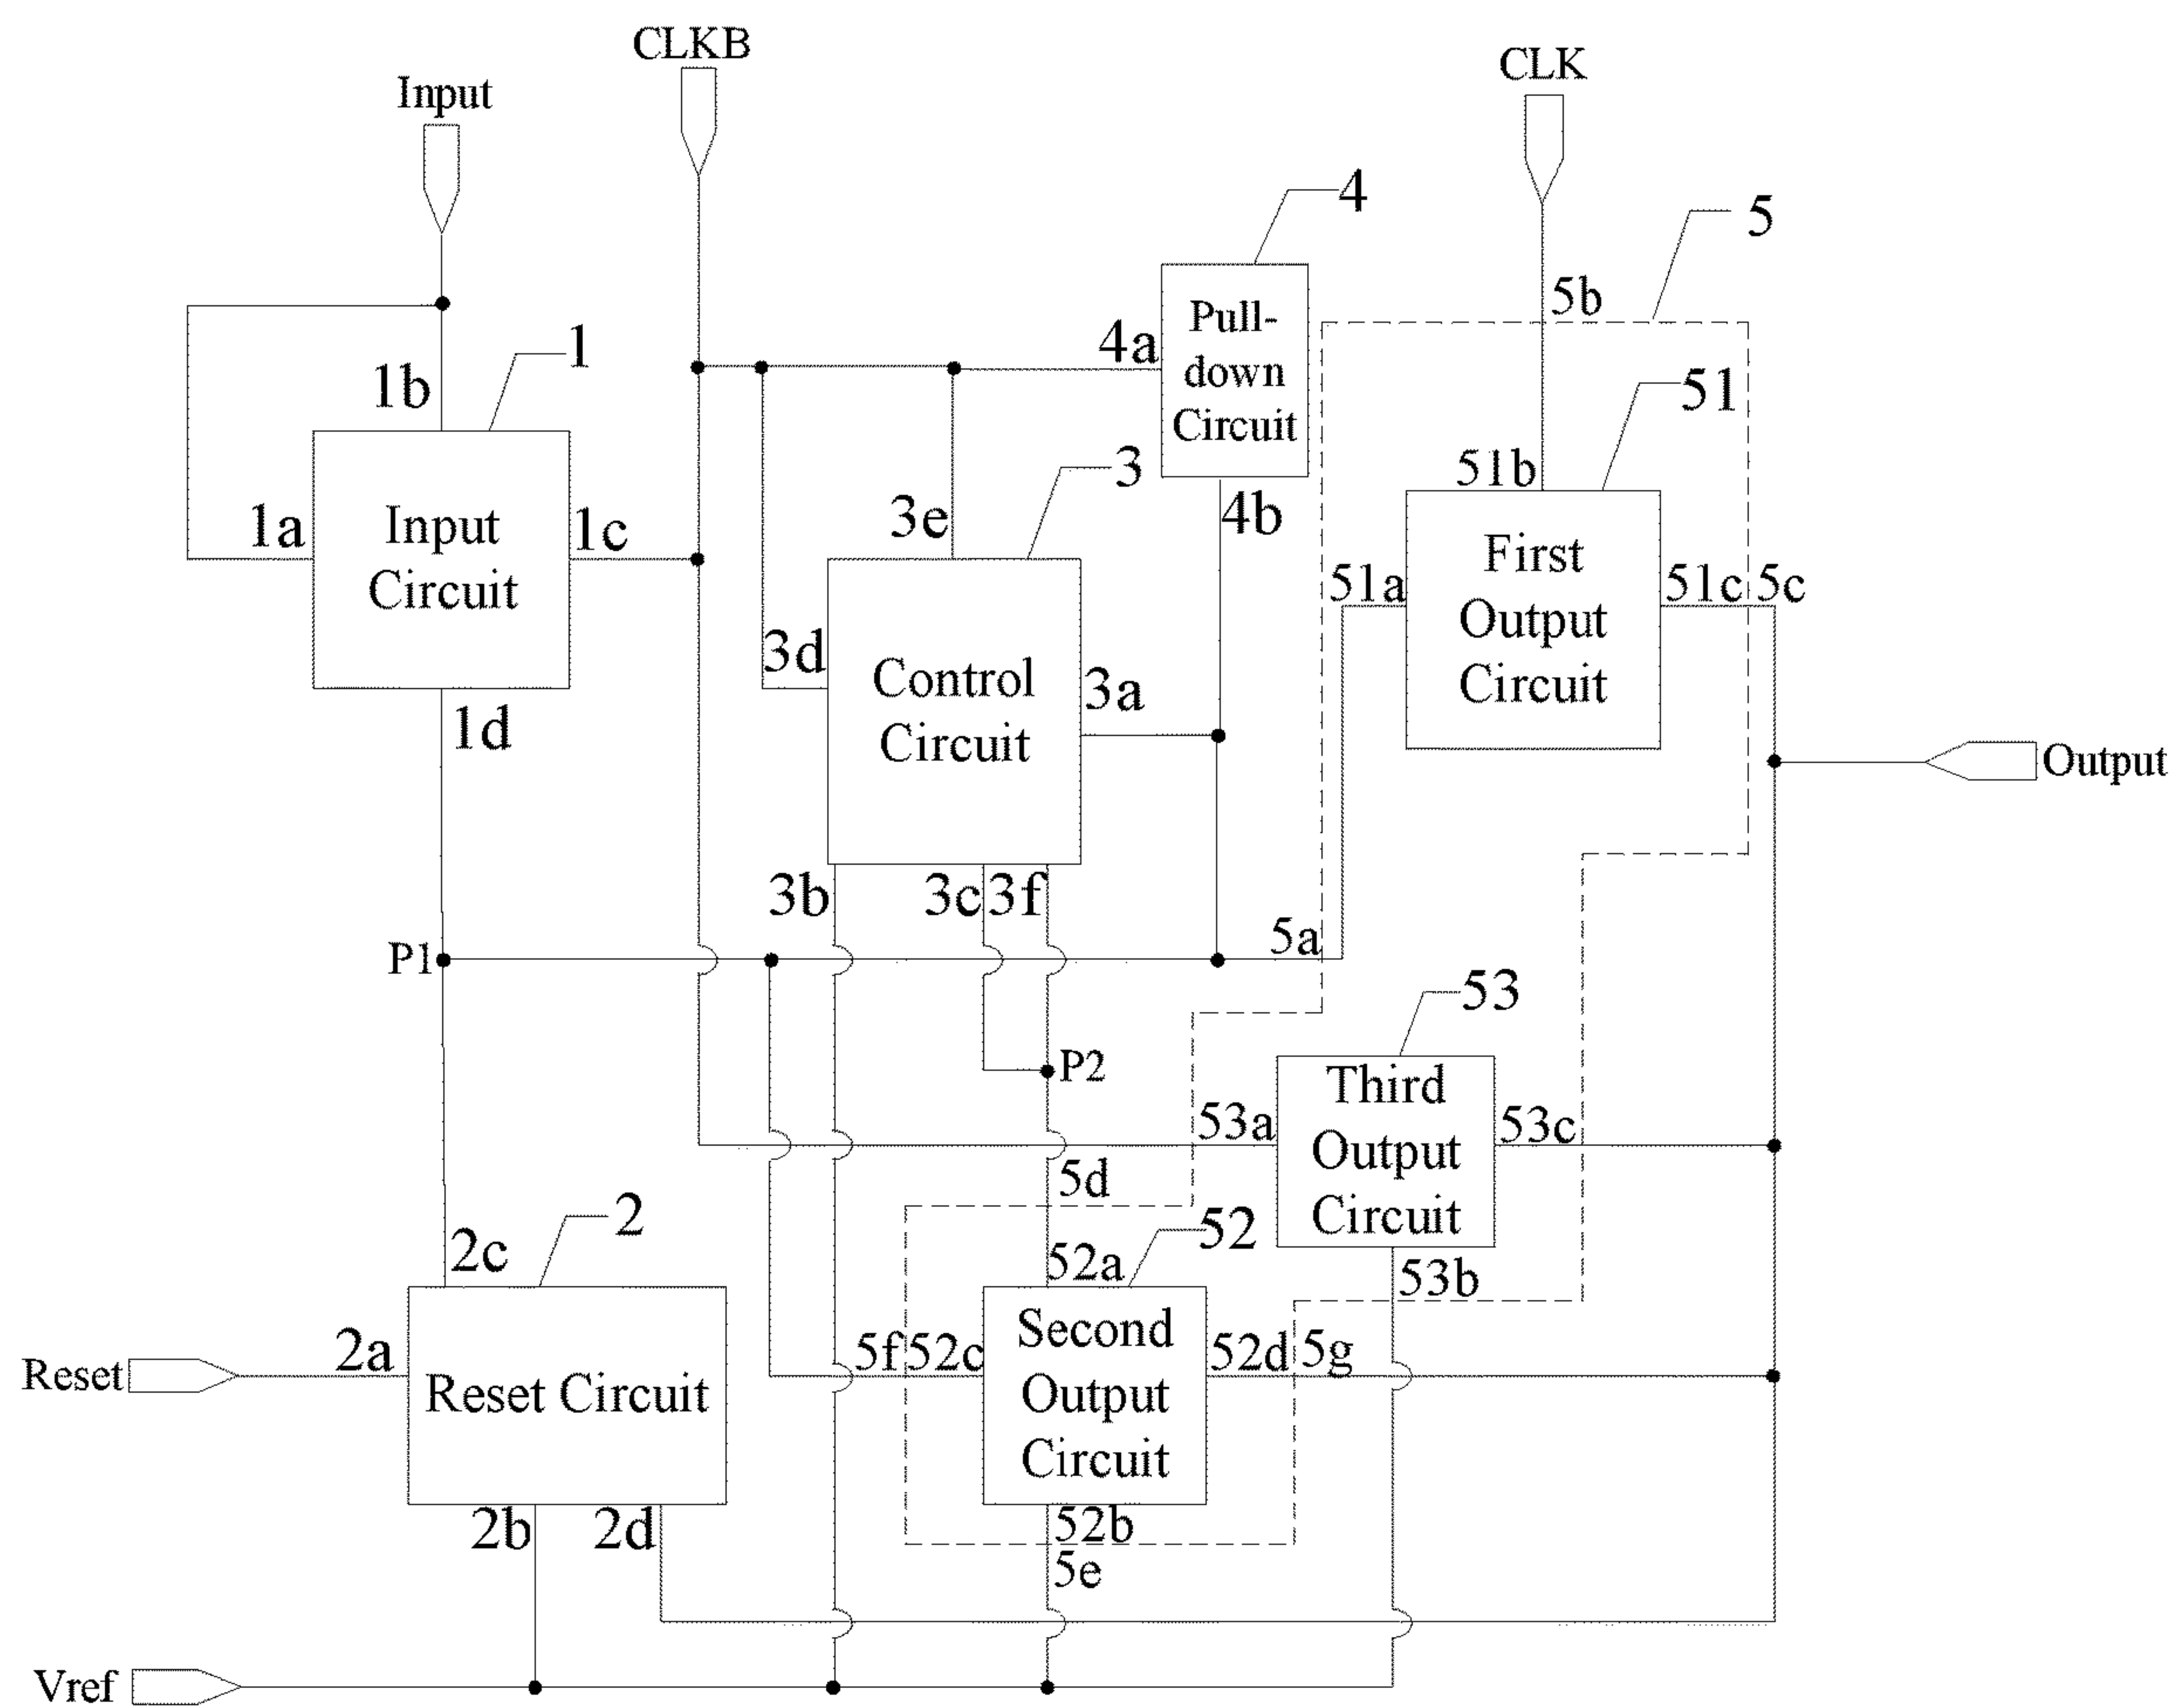 CLKB
CLK
Input
4
5
5b
Pull-
down
Circuit
4a
1
1b
51
3
51b
4b
3e
1a
Input
Circuit
1c
First
Output
Circuit
51a
51c
5c
3d
Control
Circuit
3a
1d
Output
3b
3c
3f
5a
P1
53
P2
Third
Output
Circuit
53a
53c
5d
2
52
2c
52a
53b
Second
Output
Circuit
5f
52c
52d
5g
Reset
2a
Reset Circuit
2b
2d
52b
5e
Vref